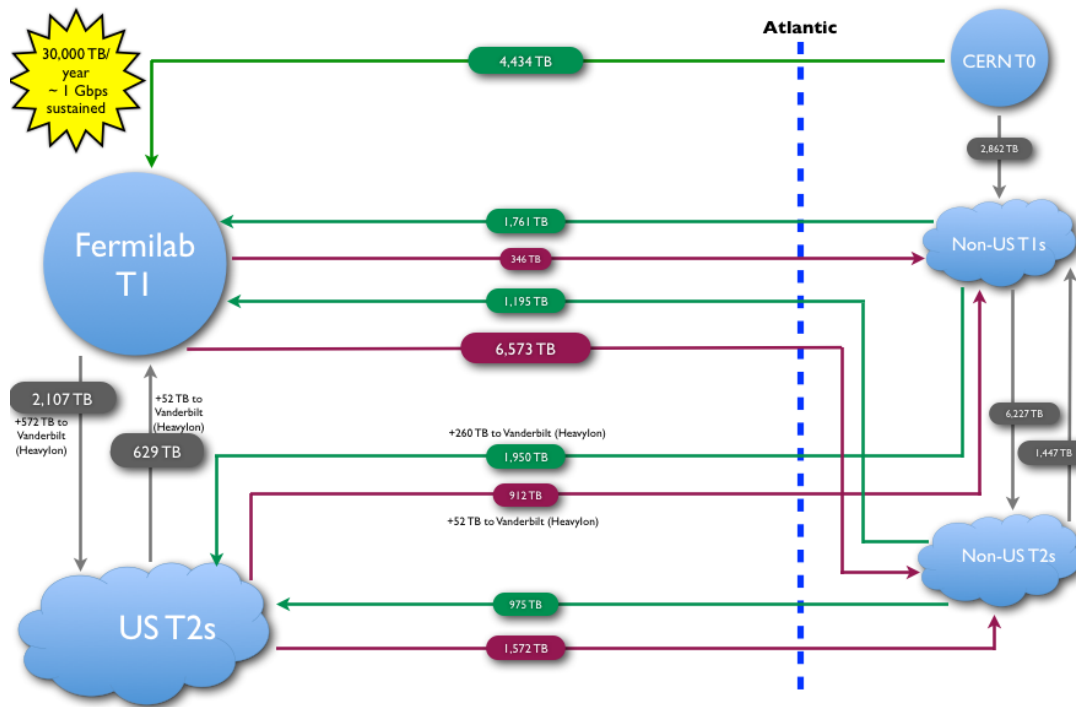 Atlantic
30,000 TB/
year
~ 1 Gbps
sustained
4,434 TB
CERN T0
2,862 TB
1,761 TB
Fermilab
T1
Non-US T1s
346 TB
1,195 TB
6,573 TB
2,107 TB
+572 TB to
Vanderbilt
(HeavyIon)
+52 TB to
Vanderbilt
(HeavyIon)
629 TB
6,227 TB
1,447 TB
+260 TB to Vanderbilt (HeavyIon)
1,950 TB
912 TB
+52 TB to Vanderbilt (HeavyIon)
Non-US T2s
975 TB
US T2s
1,572 TB